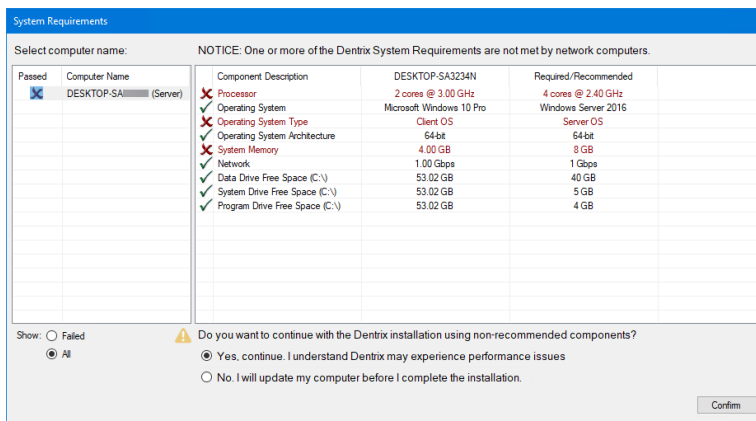 System Requirements
Select computer name:
NOTICE: One or more of the Dentrix System Requirements are not met by network computers.
Passed Computer Name
DESKTOP-SA (Server)
Component Description DESKTOP-SA3234N Required/Recommended
Processor 2 cores @ 3.00 GHz 4 cores @ 2.40 GHz
Operating System Microsoft Windows 10 Pro Windows Server 2016
Operating System Type Client OS Server OS
Operating System Architecture 64-bit 64-bit
System Memory 4.00 GB 8 GB
Network 1.00 Gbps 1 Gbps
Data Drive Free Space (C:\) 53.02 GB 40 GB
System Drive Free Space (C:\) 53.02 GB 5 GB
Program Drive Free Space (C:\) 53.02 GB 4 GB
Show: Failed
All
Do you want to continue with the Dentrix installation using non-recommended components?
Yes, continue. I understand Dentrix may experience performance issues
No. I will update my computer before I complete the installation.
Confirm